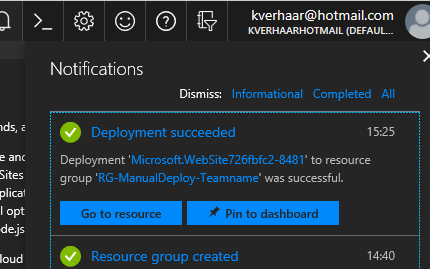 kverhaar@hotmail.com
KVERHAARHOTMAIL (DEFAUL...
Notifications
Dismiss: Informational Completed All
nds, a
Deployment succeeded 15:25
e and
Deployment 'Microsoft.WebSite726fbfc2-8481' to resource
Sites
group 'RG-ManualDeploy-Teamname' was successful.
plicat
l opt
Go to resource Pin to dashboard
de.js
Resource group created 14:40
loud